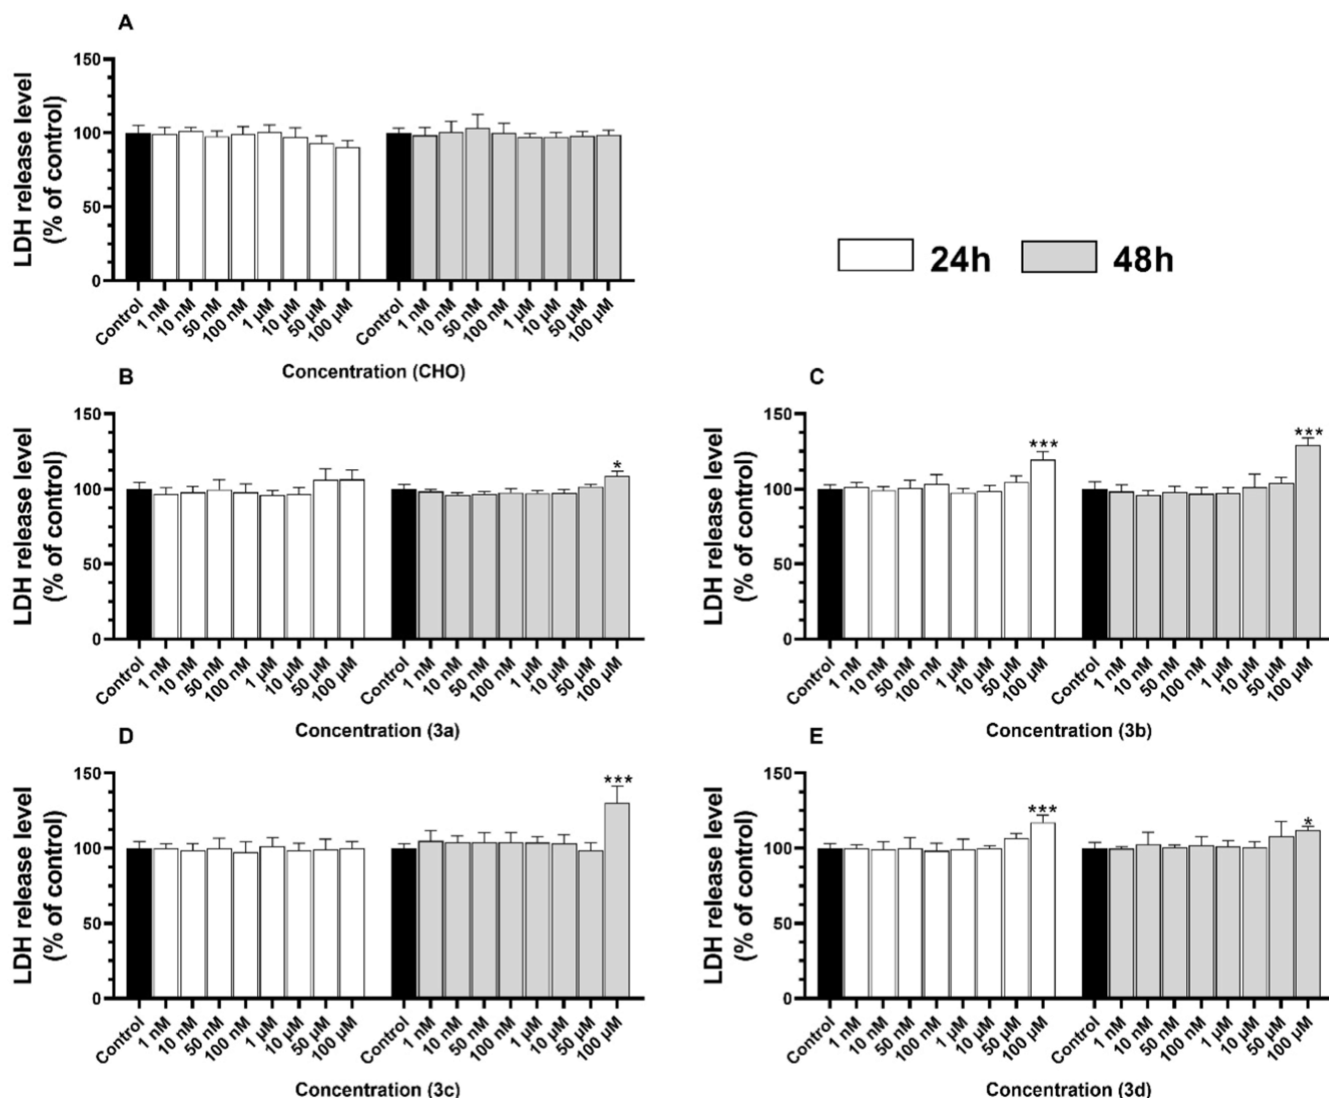 A
LDH release level
(% of control)
150
100
50
0
Control 1 nM 10 nM 50 nM 100 nM 1 µM 10 µM 50 µM 100 µM Control 1 nM 10 nM 50 nM 100 nM 1 µM 10 µM 50 µM 100 µM
Concentration (CHO)
24h 48h
B
LDH release level
(% of control)
150
100
50
0
*
Control 1 nM 10 nM 50 nM 100 nM 1 µM 10 µM 50 µM 100 µM Control 1 nM 10 nM 50 nM 100 nM 1 µM 10 µM 50 µM 100 µM
Concentration (3a)
C
LDH release level
(% of control)
150
100
50
0
*** ***
Control 1 nM 10 nM 50 nM 100 nM 1 µM 10 µM 50 µM 100 µM Control 1 nM 10 nM 50 nM 100 nM 1 µM 10 µM 50 µM 100 µM
Concentration (3b)
D
LDH release level
(% of control)
150
100
50
0
***
Control 1 nM 10 nM 50 nM 100 nM 1 µM 10 µM 50 µM 100 µM Control 1 nM 10 nM 50 nM 100 nM 1 µM 10 µM 50 µM 100 µM
Concentration (3c)
E
LDH release level
(% of control)
150
100
50
0
*** *
Control 1 nM 10 nM 50 nM 100 nM 1 µM 10 µM 50 µM 100 µM Control 1 nM 10 nM 50 nM 100 nM 1 µM 10 µM 50 µM 100 µM
Concentration (3d)